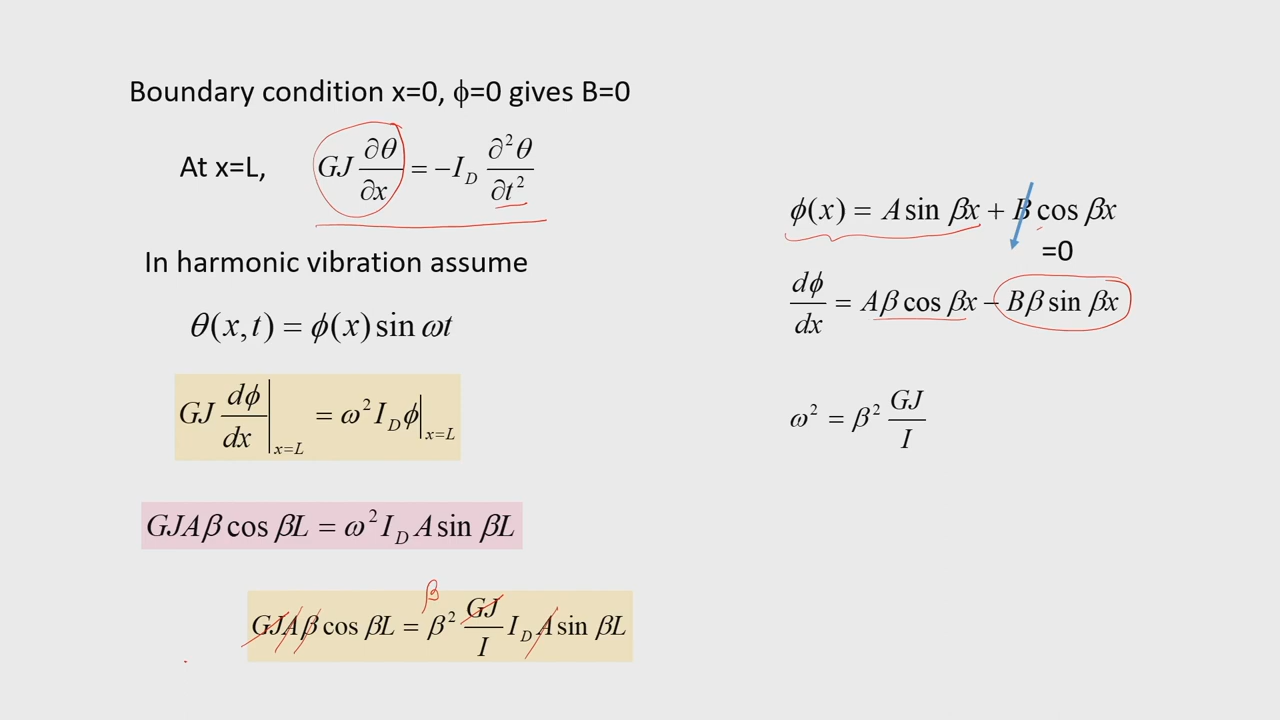 Boundary condition x=0, ϕ=0 gives B=0
At x=L, GJ ∂θ/∂x = −I_D ∂²θ/∂t²
In harmonic vibration assume
θ(x,t) = ϕ(x) sin ωt
GJ dϕ/dx |x=L = ω² I_D ϕ|x=L
GJAβ cos βL = ω² I_D A sin βL
β
GJAβ cos βL = β² GJ/I I_D A sin βL
ϕ(x) = A sin βx + B cos βx
=0
dϕ/dx = Aβ cos βx − Bβ sin βx
ω² = β² GJ/I